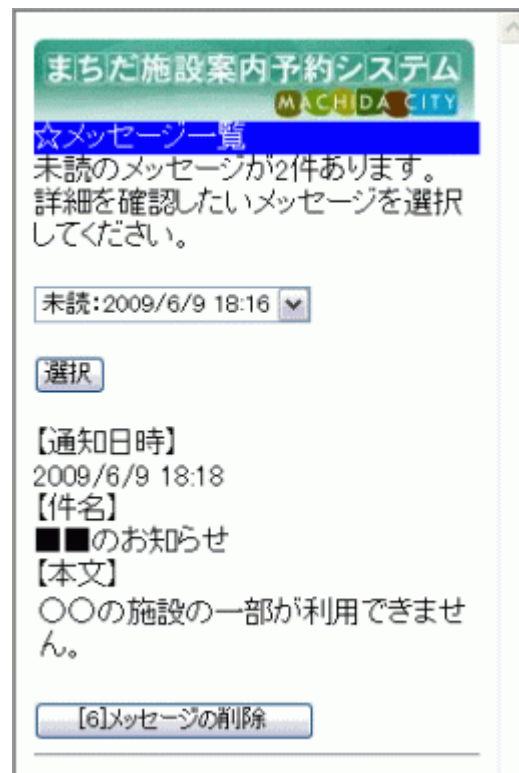 まちだ施設案内予約システム
MACHIDA CITY
☆メッセージ一覧
未読のメッセージが2件あります。
詳細を確認したいメッセージを選択
してください。
未読:2009/6/9 18:16
選択
【通知日時】
2009/6/9 18:18
【件名】
■■のお知らせ
【本文】
○○の施設の一部が利用できませ
ん。
[6]メッセージの削除